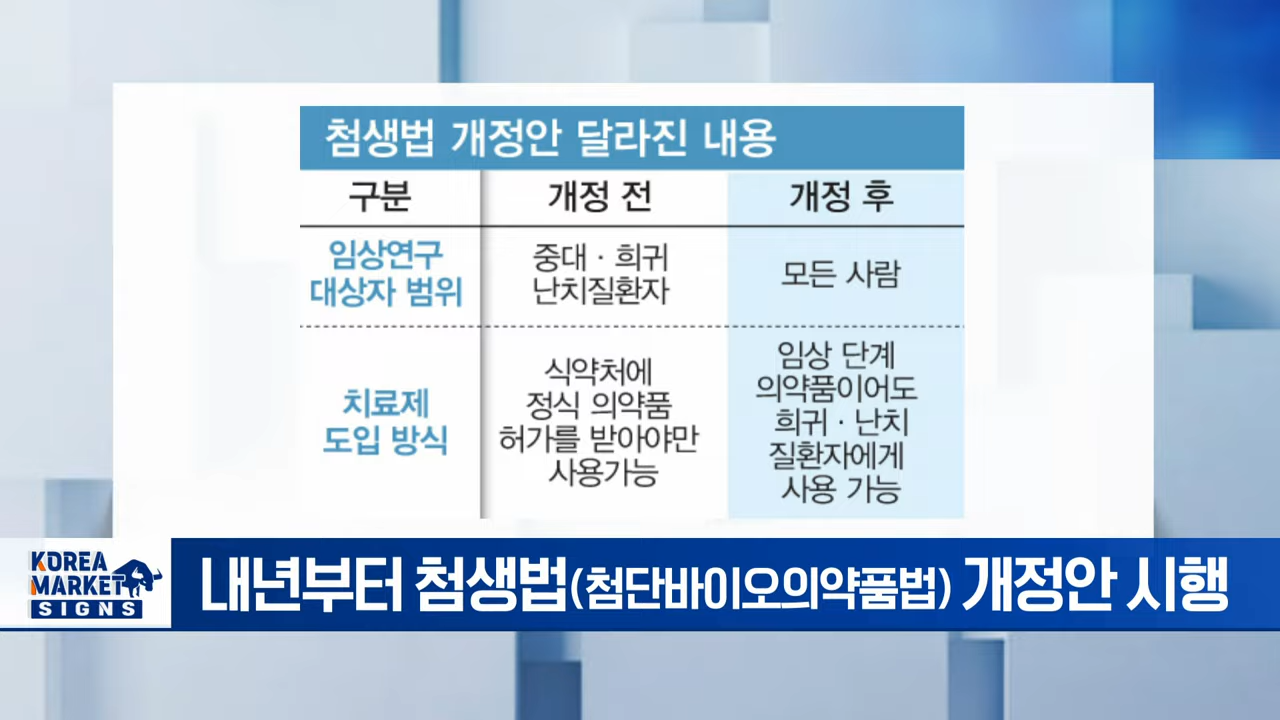 첨생법 개정안 달라진 내용
구분 개정 전 개정 후
임상연구
대상자 범위
중대 · 희귀
난치질환자
모든 사람
치료제
도입 방식
식약처에
정식 의약품
허가를 받아야만
사용가능
임상 단계
의약품이어도
희귀 · 난치
질환자에게
사용 가능
KOREA
MARKET
SIGNS
내년부터 첨생법(첨단바이오의약품법) 개정안 시행